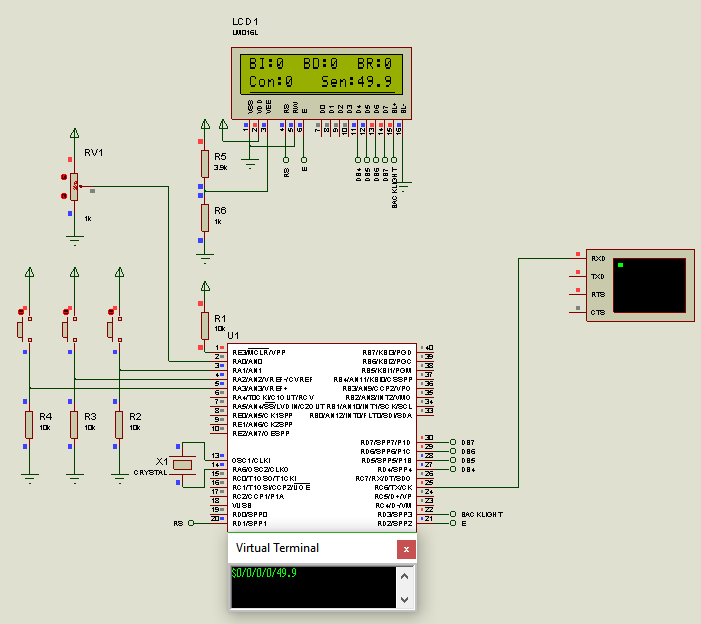 LCD1
LM016L
BI:0 BD:0 BR:0
Con:0 Sen:49.9
VSS VDD VEE RS RW E D0 D1 D2 D3 D4 D5 D6 D7 BL+ BL-
1 2 3 4 5 6 7 8 9 10 11 12 13 14 15 16
RS E DB4 DB5 DB6 DB7 BACKLIGHT
RV1
1k
R5
3.9k
R6
1k
R1
10k
R4
10k
R3
10k
R2
10k
X1
CRYSTAL
RXD
TXD
RTS
CTS
U1
1 RE3/MCLR/VPP RB7/KBI3/PGD 40
2 RA0/AN0 RB6/KBI2/PGC 39
3 RA1/AN1 RB5/KBI1/PGM 38
4 RA2/AN2/VREF-/CVREF RB4/AN11/KBI0/CSSPP 37
5 RA3/AN3/VREF+ RB3/AN9/CCP2/VPO 36
6 RA4/T0CKI/C1OUT/RCV RB2/AN8/INT2/VMO 35
7 RA5/AN4/SS/LVDIN/C2OUT RB1/AN10/INT1/SCK/SCL 34
8 RE0/AN5/CK1SPP RB0/AN12/INT0/FLT0/SDI/SDA 33
9 RE1/AN6/CK2SPP
10 RE2/AN7/OESPP
RD7/SPP7/P1D 30 DB7
RD6/SPP6/P1C 29 DB6
13 OSC1/CLKI RD5/SPP5/P1B 28 DB5
14 RA6/OSC2/CLKO RD4/SPP4 27 DB4
15 RC0/T1OSO/T1CKI RC7/RX/DT/SDO 26
16 RC1/T1OSI/CCP2/UOE RC6/TX/CK 25
17 RC2/CCP1/P1A RC5/D+/VP 24
18 VUSB RC4/D-/VM 23
19 RD0/SPP0 RD3/SPP3 22 BACKLIGHT
RS 20 RD1/SPP1 RD2/SPP2 21 E
Virtual Terminal x
$0/0/0/0/49.9